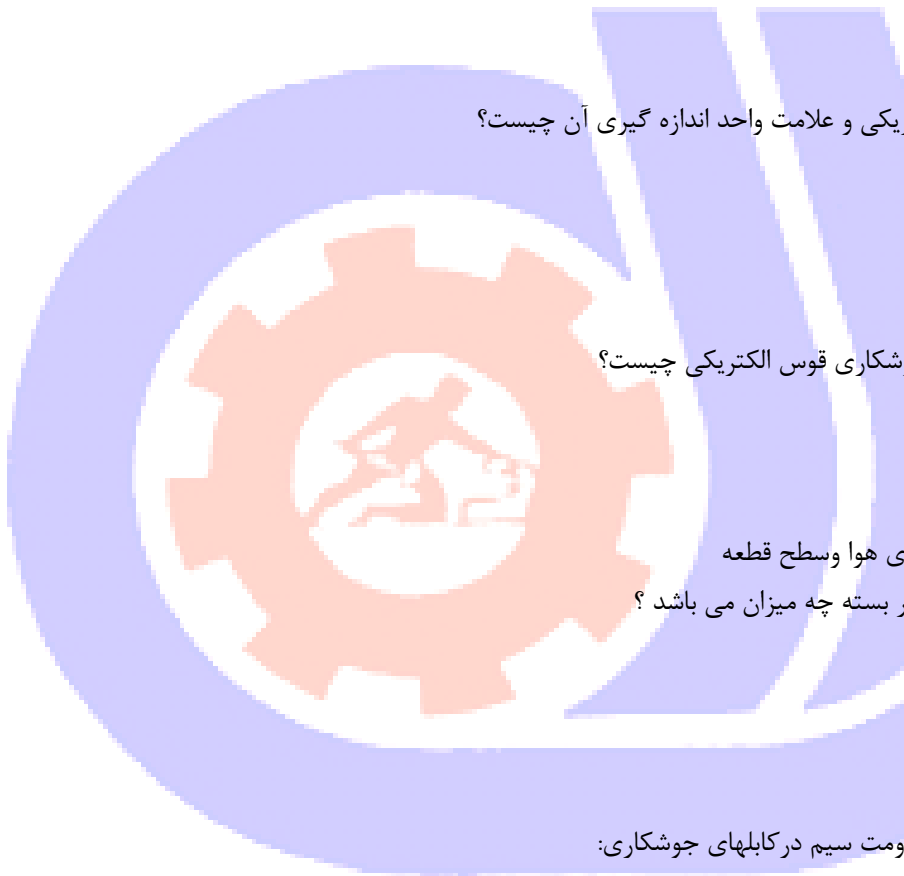 ریکی و علامت واحد اندازه گیری آن چیست؟
شکاری قوس الکتریکی چیست؟
ی هوا وسطح قطعه
ر بسته چه میزان می باشد ؟
ومت سیم درکابلهای جوشکاری: